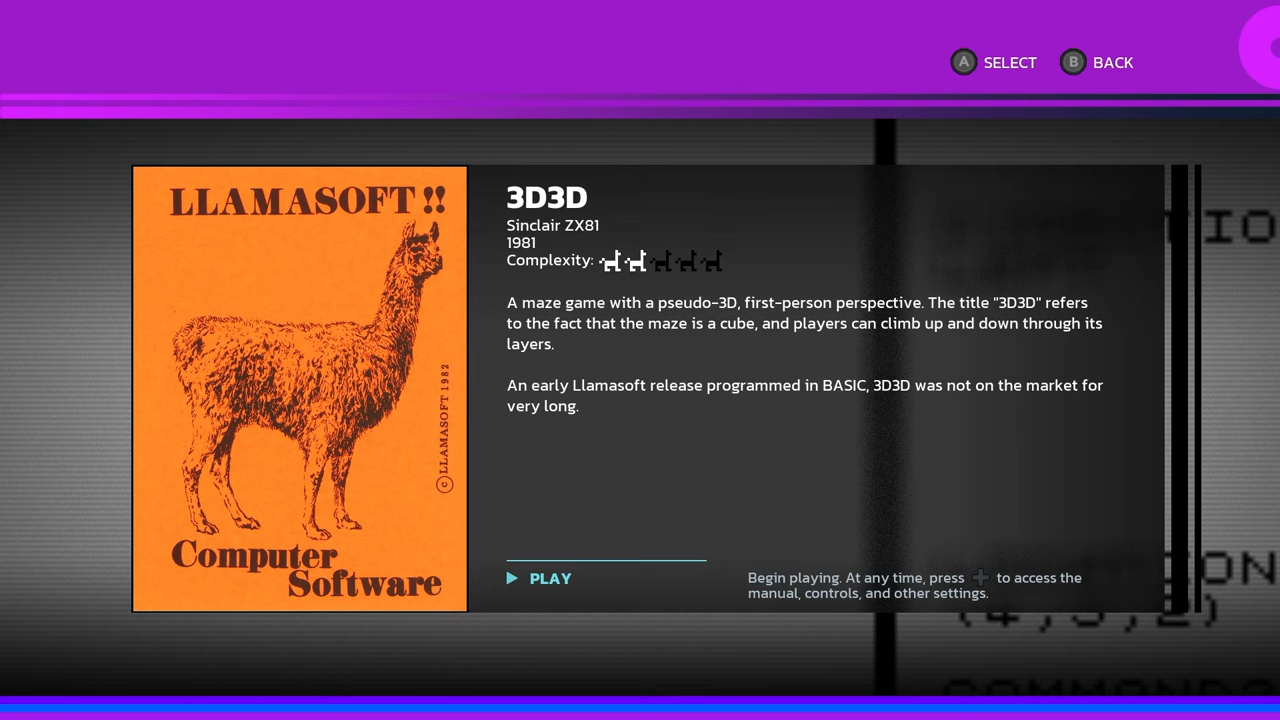 A SELECT B BACK
LLAMASOFT !!
© LLAMASOFT 1982
Computer
Software
3D3D
Sinclair ZX81
1981
Complexity:
A maze game with a pseudo-3D, first-person perspective. The title "3D3D" refers
to the fact that the maze is a cube, and players can climb up and down through its
layers.
An early Llamasoft release programmed in BASIC, 3D3D was not on the market for
very long.
PLAY
Begin playing. At any time, press to access the
manual, controls, and other settings.